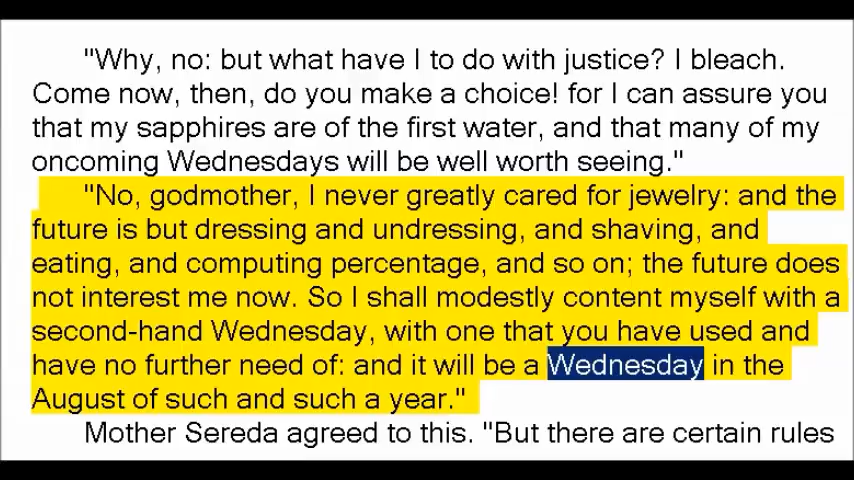 "Why, no: but what have I to do with justice? I bleach.
Come now, then, do you make a choice! for I can assure you
that my sapphires are of the first water, and that many of my
oncoming Wednesdays will be well worth seeing."
"No, godmother, I never greatly cared for jewelry: and the
future is but dressing and undressing, and shaving, and
eating, and computing percentage, and so on; the future does
not interest me now. So I shall modestly content myself with a
second-hand Wednesday, with one that you have used and
have no further need of: and it will be a Wednesday in the
August of such and such a year."
Mother Sereda agreed to this. "But there are certain rules